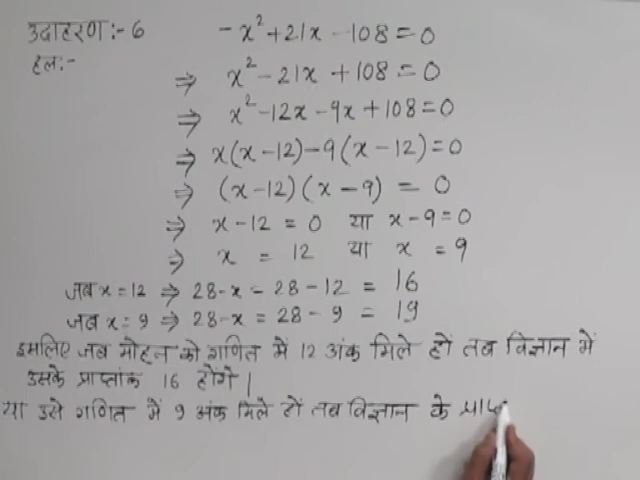 उदाहरण:- 6 -x² + 21x - 108 = 0
हल:-
⇒ x² - 21x + 108 = 0
⇒ x² - 12x - 9x + 108 = 0
⇒ x(x - 12) - 9(x - 12) = 0
⇒ (x - 12) (x - 9) = 0
⇒ x - 12 = 0 या x - 9 = 0
⇒ x = 12 या x = 9
जब x = 12 ⇒ 28 - x = 28 - 12 = 16
जब x = 9 ⇒ 28 - x = 28 - 9 = 19
इसलिए जब मोहन को गणित में 12 अंक मिले हों तब विज्ञान में
उसके प्राप्तांक 16 होंगे |
या उसे गणित में 9 अंक मिले हों तब विज्ञान के